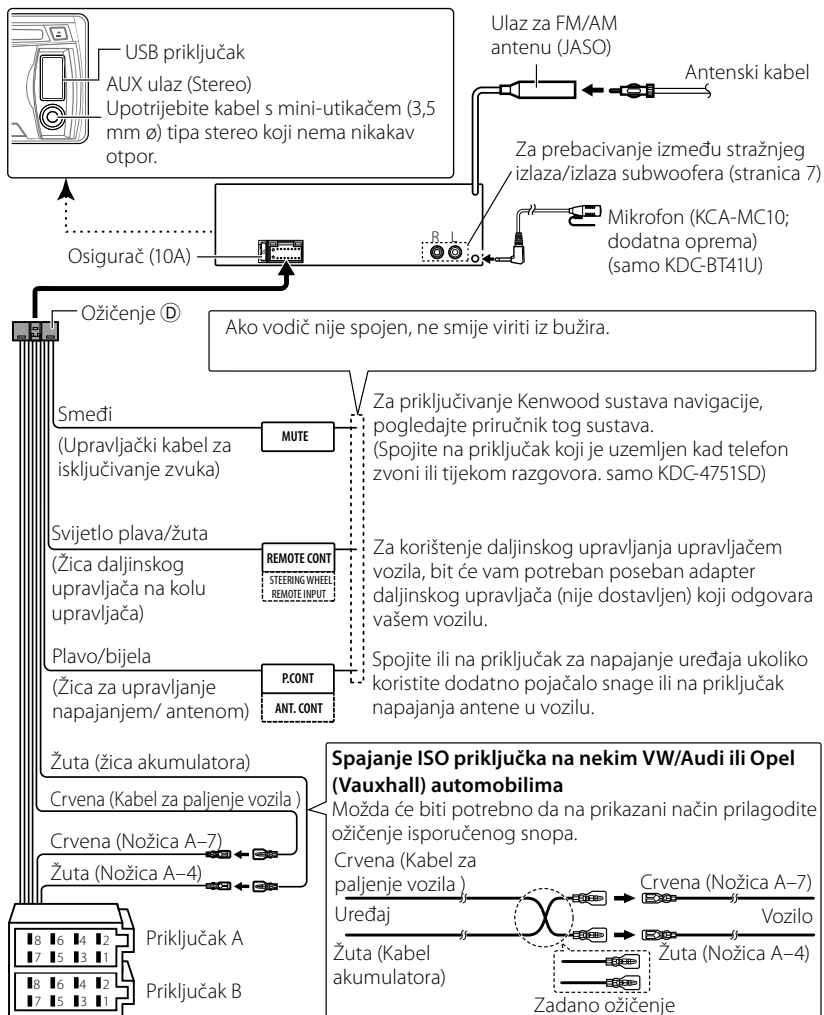 USB priključak
AUX ulaz (Stereo)
Upotrijebite kabel s mini-utikačem (3,5
mm ø) tipa stereo koji nema nikakav
otpor.
Ulaz za FM/AM
antenu (JASO)
Antenski kabel
Za prebacivanje između stražnjeg
izlaza/izlaza subwoofera (stranica 7)
R L
Mikrofon (KCA-MC10;
dodatna oprema)
(samo KDC-BT41U)
Osigurač (10A)
Ožičenje Ⓓ
Ako vodič nije spojen, ne smije viriti iz bužira.
Smeđi
(Upravljački kabel za
isključivanje zvuka)
MUTE
Za priključivanje Kenwood sustava navigacije,
pogledajte priručnik tog sustava.
(Spojite na priključak koji je uzemljen kad telefon
zvoni ili tijekom razgovora. samo KDC-4751SD)
Svijetlo plava/žuta
(Žica daljinskog
upravljača na kolu
upravljača)
REMOTE CONT
STEERING WHEEL
REMOTE INPUT
Za korištenje daljinskog upravljanja upravljačem
vozila, bit će vam potreban poseban adapter
daljinskog upravljača (nije dostavljen) koji odgovara
vašem vozilu.
Plavo/bijela
(Žica za upravljanje
napajanjem/ antenom)
P.CONT
ANT. CONT
Spojite ili na priključak za napajanje uređaja ukoliko
koristite dodatno pojačalo snage ili na priključak
napajanja antene u vozilu.
Žuta (žica akumulatora)
Crvena (Kabel za paljenje vozila )
Crvena (Nožica A–7)
Žuta (Nožica A–4)
8 6 4 2
7 5 3 1
Priključak A
8 6 4 2
7 5 3 1
Priključak B
Spajanje ISO priključka na nekim VW/Audi ili Opel
(Vauxhall) automobilima
Možda će biti potrebno da na prikazani način prilagodite
ožičenje isporučenog snopa.
Crvena (Kabel za
paljenje vozila )
Crvena (Nožica A–7)
Uređaj
Vozilo
Žuta (Kabel
akumulatora)
Žuta (Nožica A–4)
Zadano ožičenje